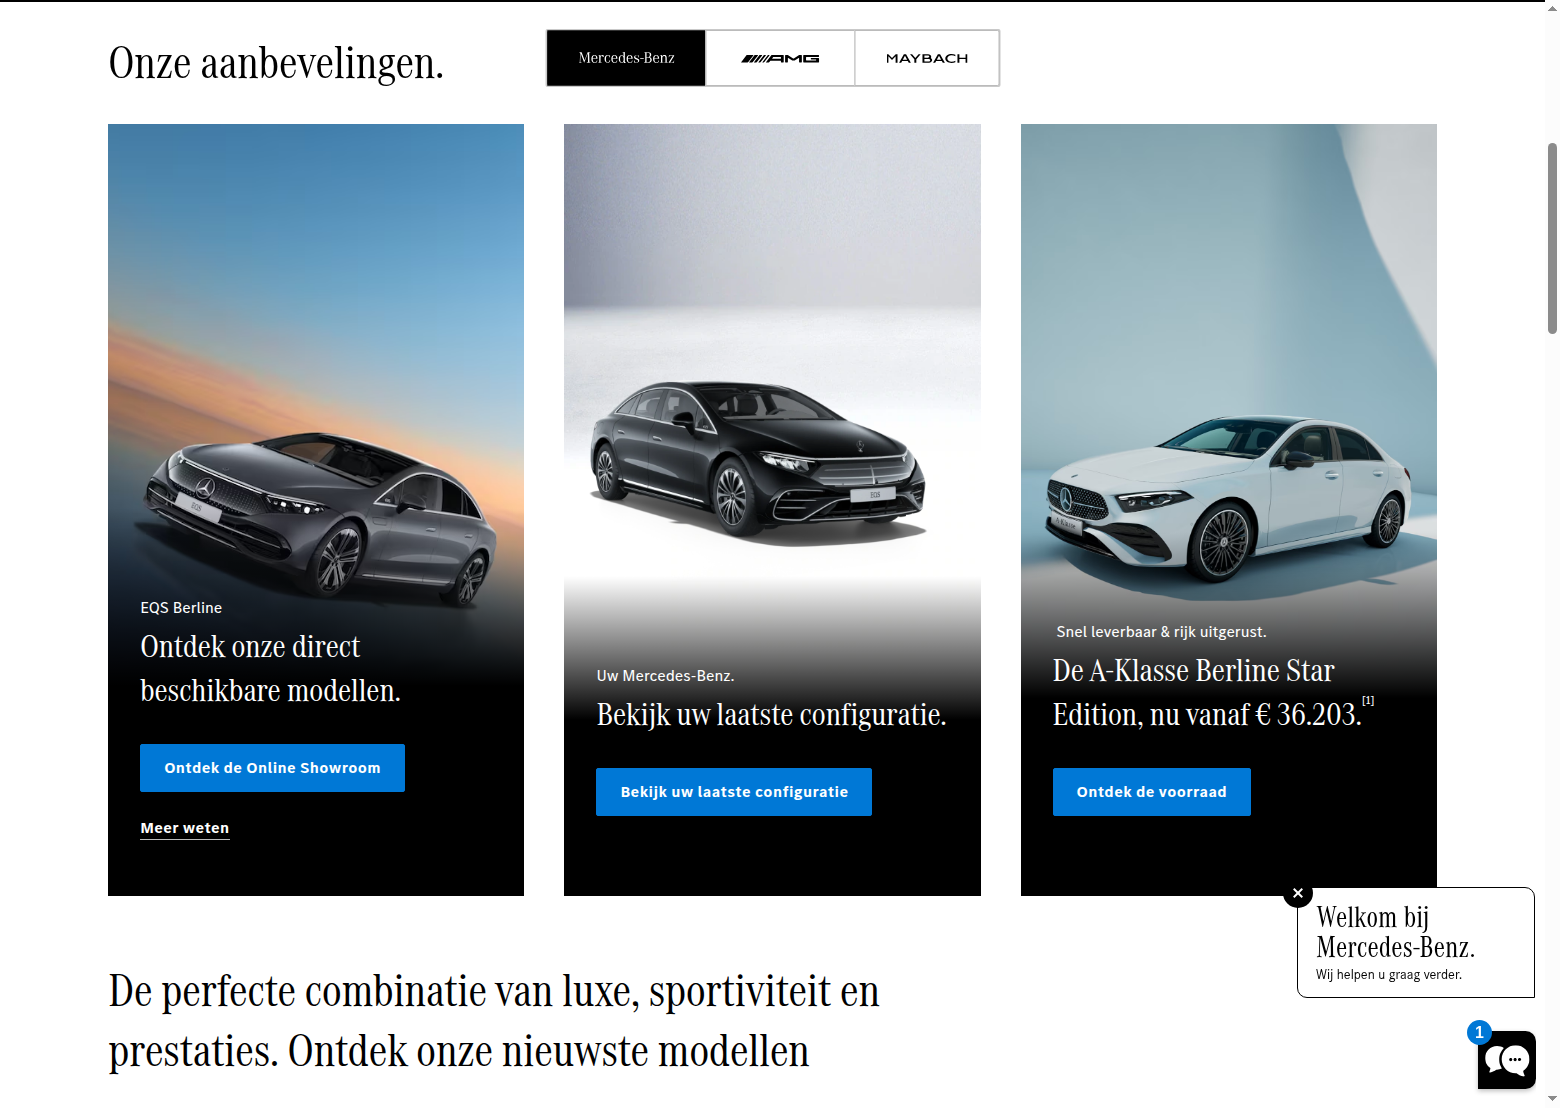 Onze aanbevelingen.
Mercedes-Benz
AMG
MAYBACH
EQS
EQS Berline
Ontdek onze direct
beschikbare modellen.
Ontdek de Online Showroom
Meer weten
EQS
Uw Mercedes-Benz.
Bekijk uw laatste configuratie.
Bekijk uw laatste configuratie
A-Klasse
Snel leverbaar & rijk uitgerust.
De A-Klasse Berline Star
Edition, nu vanaf € 36.203.[1]
Ontdek de voorraad
Welkom bij
Mercedes-Benz.
Wij helpen u graag verder.
1
De perfecte combinatie van luxe, sportiviteit en
prestaties. Ontdek onze nieuwste modellen